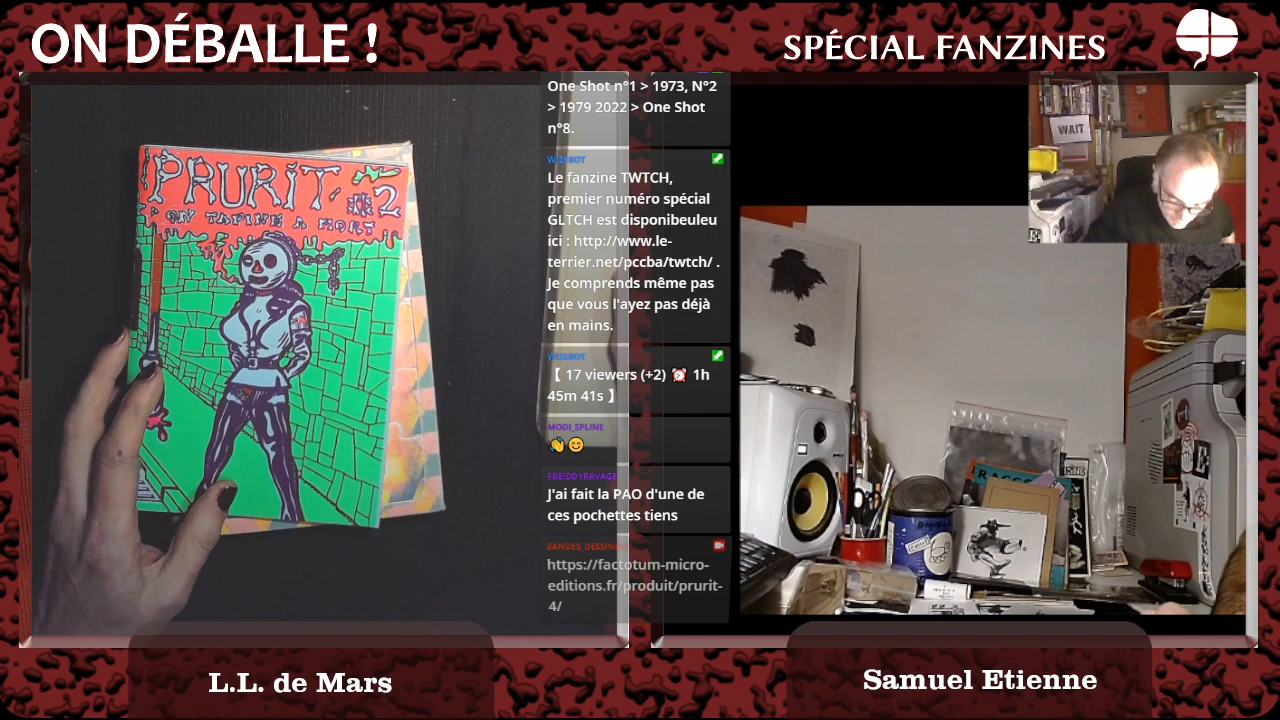 ON DÉBALLE !
SPÉCIAL FANZINES
PRURIT
#2
ON TAPINE A MORT
One Shot n°1 > 1973, N°2
> 1979 2022 > One Shot
n°8.
WIZEBOT
Le fanzine TWTCH,
premier numéro spécial
GLTCH est disponibeuleu
ici : http://www.le-
terrier.net/pccba/twtch/ .
Je comprends même pas
que vous l'ayez pas déjà
en mains.
WIZEBOT
【 17 viewers (+2) ⏰ 1h
45m 41s 】
MODI_SPLINE
👋😊
FREIDDYRAVAGE
J'ai fait la PAO d'une de
ces pochettes tiens
BANDES_DESSINE
https://factotum-micro-
editions.fr/produit/prurit-
4/
WAIT
L.L. de Mars
Samuel Etienne